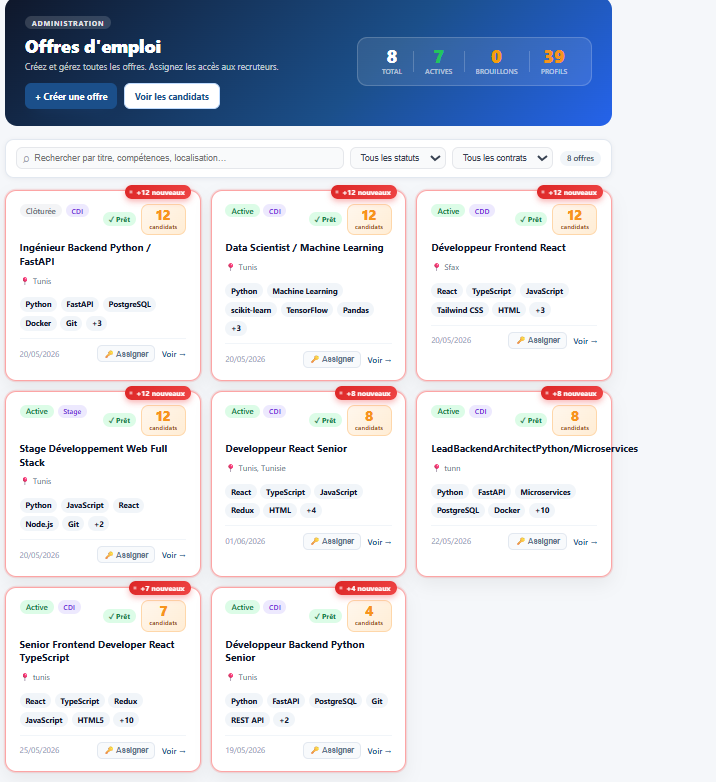 ADMINISTRATION
Offres d'emploi
Créez et gérez toutes les offres. Assignez les accès aux recruteurs.
+ Créer une offre
Voir les candidats
8
TOTAL
7
ACTIVES
0
BROUILLONS
39
PROFILS
Rechercher par titre, compétences, localisation...
Tous les statuts
Tous les contrats
8 offres
+12 nouveaux
Clôturée CDI
✓ Prêt
12
candidats
Ingénieur Backend Python /
FastAPI
Tunis
Python FastAPI PostgreSQL
Docker Git +3
20/05/2026
Assigner
Voir →
+12 nouveaux
Active CDI
✓ Prêt
12
candidats
Data Scientist / Machine Learning
Tunis
Python Machine Learning
scikit-learn TensorFlow Pandas
+3
20/05/2026
Assigner
Voir →
+12 nouveaux
Active CDD
✓ Prêt
12
candidats
Développeur Frontend React
Sfax
React TypeScript JavaScript
Tailwind CSS HTML +3
20/05/2026
Assigner
Voir →
+12 nouveaux
Active Stage
✓ Prêt
12
candidats
Stage Développement Web Full
Stack
Tunis
Python JavaScript React
Node.js Git +2
20/05/2026
Assigner
Voir →
+8 nouveaux
Active CDI
✓ Prêt
8
candidats
Developpeur React Senior
Tunis, Tunisie
React TypeScript JavaScript
Redux HTML +4
01/06/2026
Assigner
Voir →
+8 nouveaux
Active CDI
✓ Prêt
8
candidats
LeadBackendArchitectPython/Microservices
tunn
Python FastAPI Microservices
PostgreSQL Docker +10
22/05/2026
Assigner
Voir →
+7 nouveaux
Active CDI
✓ Prêt
7
candidats
Senior Frontend Developer React
TypeScript
tunis
React TypeScript Redux
JavaScript HTML5 +10
25/05/2026
Assigner
Voir →
+4 nouveaux
Active CDI
✓ Prêt
4
candidats
Développeur Backend Python
Senior
Tunis
Python FastAPI PostgreSQL Git
REST API +2
19/05/2026
Assigner
Voir →